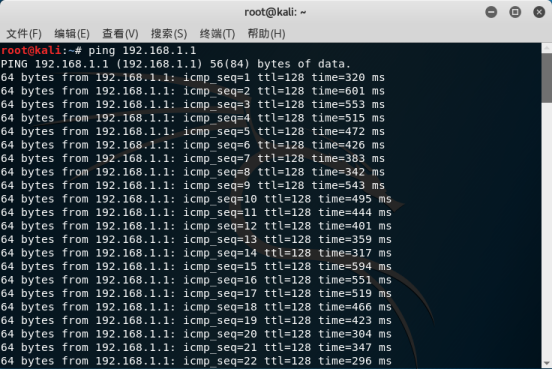 root@kali: ~
文件(F) 编辑(E) 查看(V) 搜索(S) 终端(T) 帮助(H)
root@kali:~# ping 192.168.1.1
PING 192.168.1.1 (192.168.1.1) 56(84) bytes of data.
64 bytes from 192.168.1.1: icmp_seq=1 ttl=128 time=320 ms
64 bytes from 192.168.1.1: icmp_seq=2 ttl=128 time=601 ms
64 bytes from 192.168.1.1: icmp_seq=3 ttl=128 time=553 ms
64 bytes from 192.168.1.1: icmp_seq=4 ttl=128 time=515 ms
64 bytes from 192.168.1.1: icmp_seq=5 ttl=128 time=472 ms
64 bytes from 192.168.1.1: icmp_seq=6 ttl=128 time=426 ms
64 bytes from 192.168.1.1: icmp_seq=7 ttl=128 time=383 ms
64 bytes from 192.168.1.1: icmp_seq=8 ttl=128 time=342 ms
64 bytes from 192.168.1.1: icmp_seq=9 ttl=128 time=543 ms
64 bytes from 192.168.1.1: icmp_seq=10 ttl=128 time=495 ms
64 bytes from 192.168.1.1: icmp_seq=11 ttl=128 time=444 ms
64 bytes from 192.168.1.1: icmp_seq=12 ttl=128 time=401 ms
64 bytes from 192.168.1.1: icmp_seq=13 ttl=128 time=359 ms
64 bytes from 192.168.1.1: icmp_seq=14 ttl=128 time=317 ms
64 bytes from 192.168.1.1: icmp_seq=15 ttl=128 time=594 ms
64 bytes from 192.168.1.1: icmp_seq=16 ttl=128 time=551 ms
64 bytes from 192.168.1.1: icmp_seq=17 ttl=128 time=519 ms
64 bytes from 192.168.1.1: icmp_seq=18 ttl=128 time=466 ms
64 bytes from 192.168.1.1: icmp_seq=19 ttl=128 time=423 ms
64 bytes from 192.168.1.1: icmp_seq=20 ttl=128 time=304 ms
64 bytes from 192.168.1.1: icmp_seq=21 ttl=128 time=347 ms
64 bytes from 192.168.1.1: icmp_seq=22 ttl=128 time=296 ms